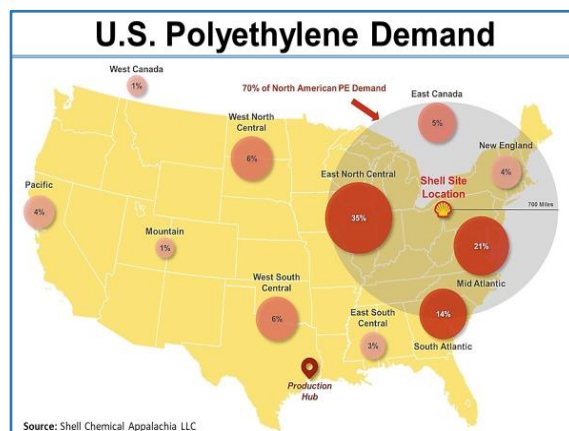 U.S. Polyethylene Demand
West Canada
1%
70% of North American PE Demand
East Canada
5%
West North
Central
6%
New England
4%
East North Central
35%
Shell Site
Location
700 Miles
Pacific
4%
Mountain
1%
21%
Mid Atlantic
West South
Central
6%
East South
Central
3%
14%
South Atlantic
Production
Hub
Source: Shell Chemical Appalachia LLC